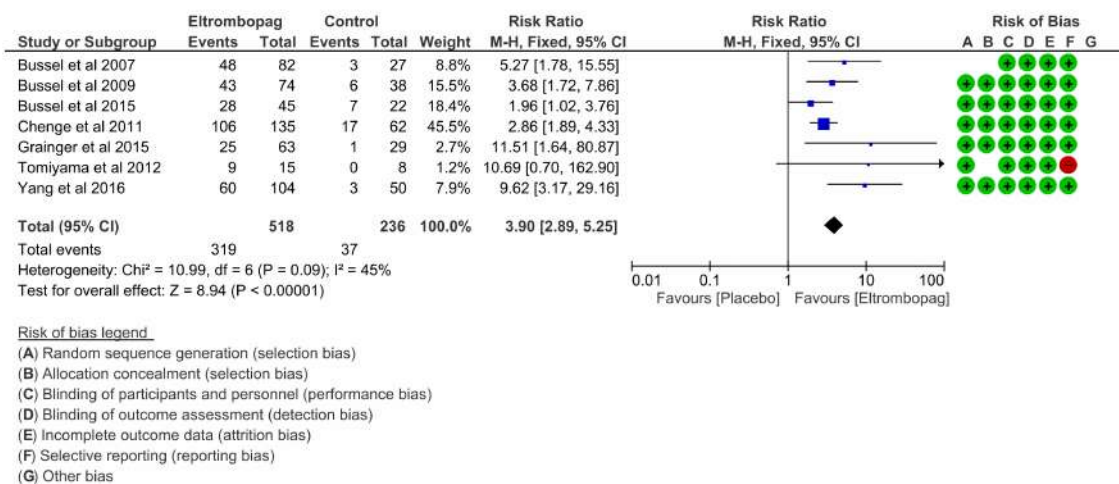 Eltrombopag Control Risk Ratio Risk Ratio Risk of Bias
Study or Subgroup Events Total Events Total Weight M-H, Fixed, 95% CI M-H, Fixed, 95% CI A B C D E F G
Bussel et al 2007 48 82 3 27 8.8% 5.27 [1.78, 15.55]
Bussel et al 2009 43 74 6 38 15.5% 3.68 [1.72, 7.86]
Bussel et al 2015 28 45 7 22 18.4% 1.96 [1.02, 3.76]
Chenge et al 2011 106 135 17 62 45.5% 2.86 [1.89, 4.33]
Grainger et al 2015 25 63 1 29 2.7% 11.51 [1.64, 80.87]
Tomiyama et al 2012 9 15 0 8 1.2% 10.69 [0.70, 162.90]
Yang et al 2016 60 104 3 50 7.9% 9.62 [3.17, 29.16]
Total (95% CI) 518 236 100.0% 3.90 [2.89, 5.25]
Total events 319 37
Heterogeneity: Chi² = 10.99, df = 6 (P = 0.09); I² = 45%
Test for overall effect: Z = 8.94 (P < 0.00001)
0.01 0.1 1 10 100
Favours [Placebo] Favours [Eltrombopag]
Risk of bias legend
(A) Random sequence generation (selection bias)
(B) Allocation concealment (selection bias)
(C) Blinding of participants and personnel (performance bias)
(D) Blinding of outcome assessment (detection bias)
(E) Incomplete outcome data (attrition bias)
(F) Selective reporting (reporting bias)
(G) Other bias